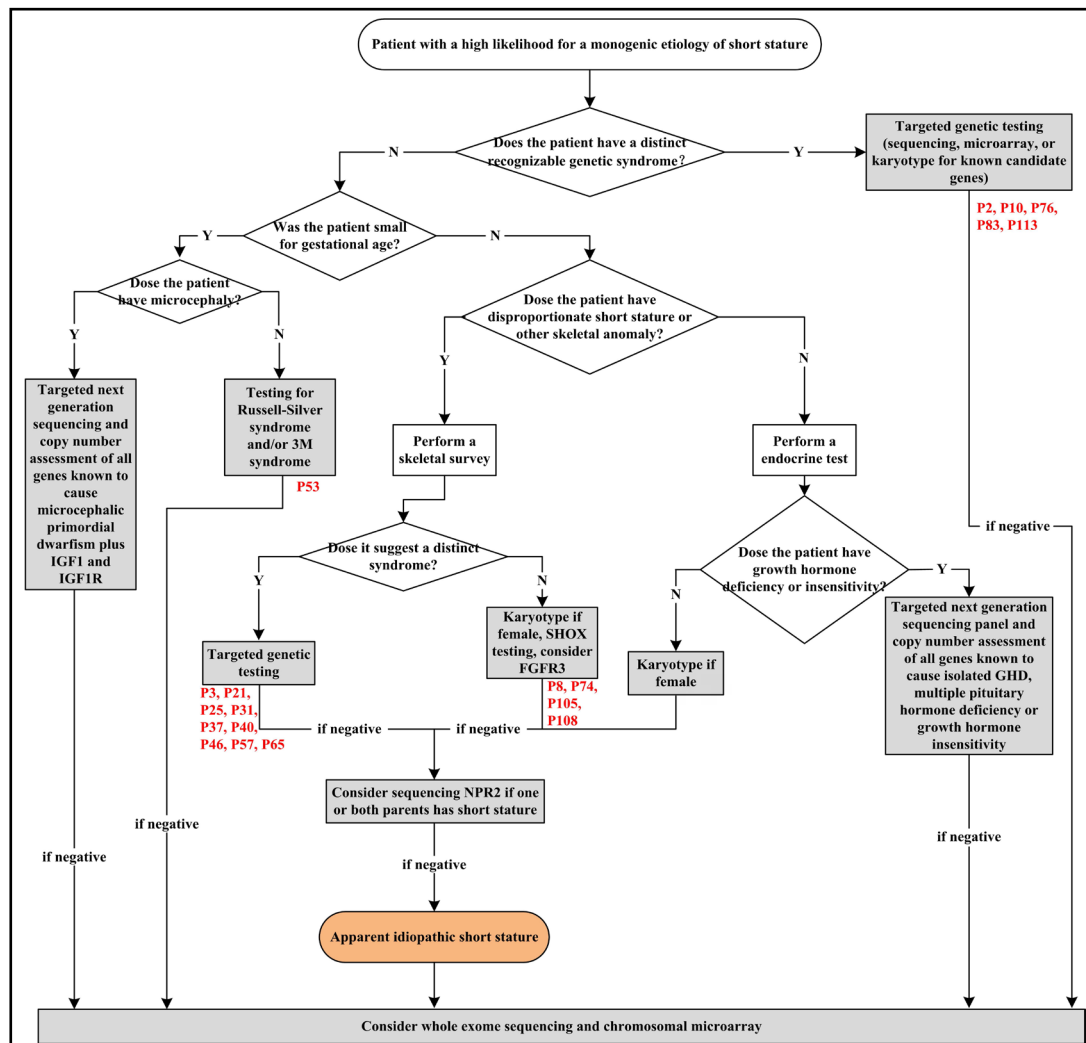 Patient with a high likelihood for a monogenic etiology of short stature
Does the patient have a distinct
recognizable genetic syndrome?
N
Y
Targeted genetic testing
(sequencing, microarray, or
karyotype for known candidate
genes)
P2, P10, P76,
P83, P113
Was the patient small
for gestational age?
Y
N
Dose the patient
have microcephaly?
Y
N
Dose the patient have
disproportionate short stature or
other skeletal anomaly?
Y
N
Targeted next
generation
sequencing and
copy number
assessment of all
genes known to
cause
microcephalic
primordial
dwarfism plus
IGF1 and
IGF1R
Testing for
Russell-Silver
syndrome
and/or 3M
syndrome
P53
Perform a
skeletal survey
Perform a
endocrine test
if negative
Dose it suggest a distinct
syndrome?
Y
N
Dose the patient have
growth hormone
deficiency or insensitivity?
N
Y
Targeted genetic
testing
P3, P21,
P25, P31,
P37, P40,
P46, P57, P65
Karyotype if
female, SHOX
testing, consider
FGFR3
P8, P74,
P105,
P108
Karyotype if
female
Targeted next generation
sequencing panel and
copy number assessment
of all genes known to
cause isolated GHD,
multiple pituitary
hormone deficiency or
growth hormone
insensitivity
if negative
if negative
Consider sequencing NPR2 if one
or both parents has short stature
if negative
if negative
if negative
if negative
Apparent idiopathic short stature
Consider whole exome sequencing and chromosomal microarray